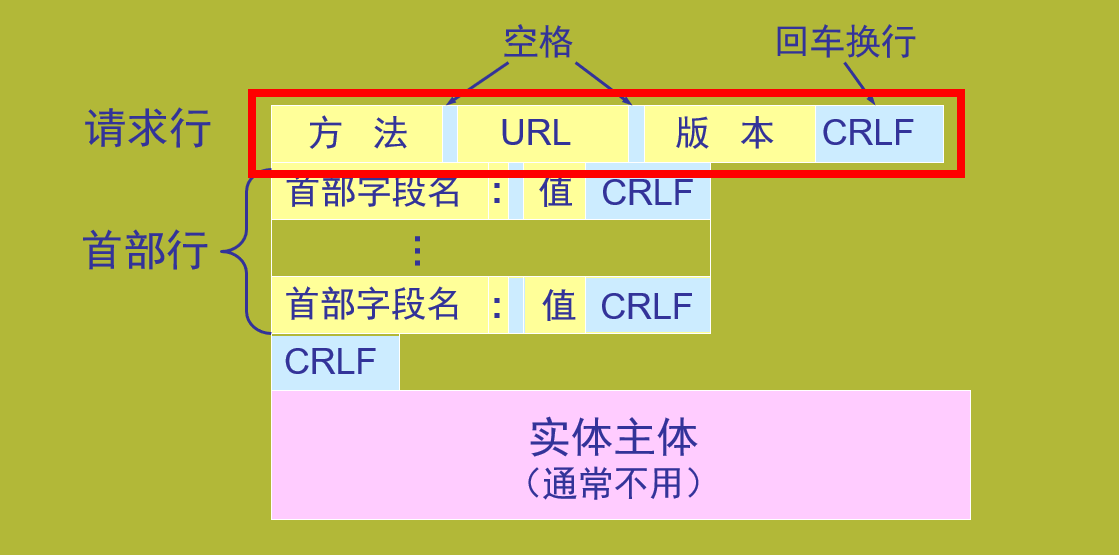 空格 回车换行
请求行 方 法 URL 版 本 CRLF
首部字段名 : 值 CRLF
首部行 ⋮
首部字段名 : 值 CRLF
CRLF
实体主体
（通常不用）